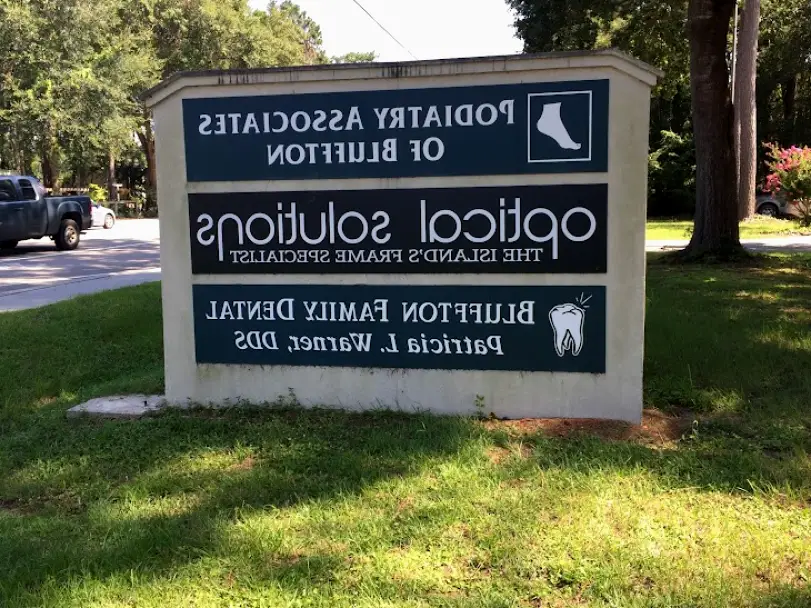 PODIATRY ASSOCIATES
OF BLUFFTON
optical solutions
THE ISLAND'S FRAME SPECIALIST
BLUFFTON FAMILY DENTAL
Patricia L. Warner, DDS